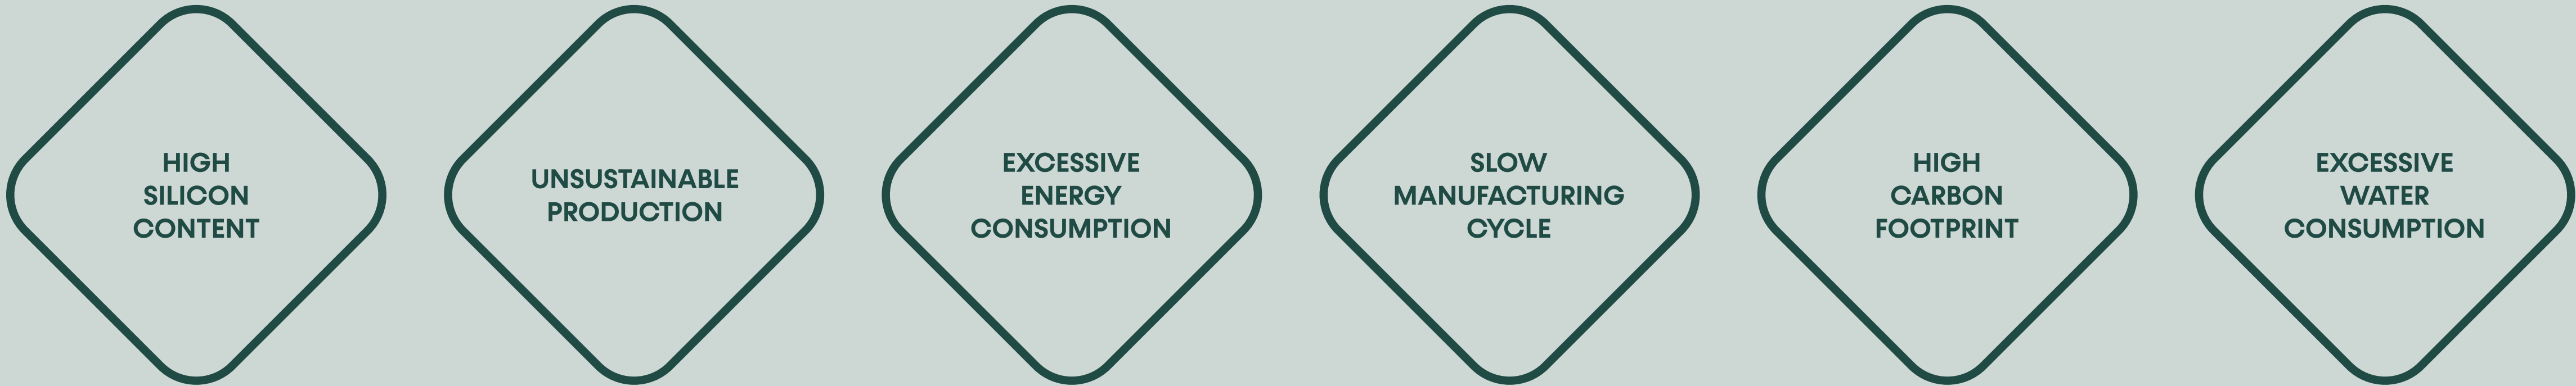 HIGH
SILICON
CONTENT
UNSUSTAINABLE
PRODUCTION
EXCESSIVE
ENERGY
CONSUMPTION
SLOW
MANUFACTURING
CYCLE
HIGH
CARBON
FOOTPRINT
EXCESSIVE
WATER
CONSUMPTION